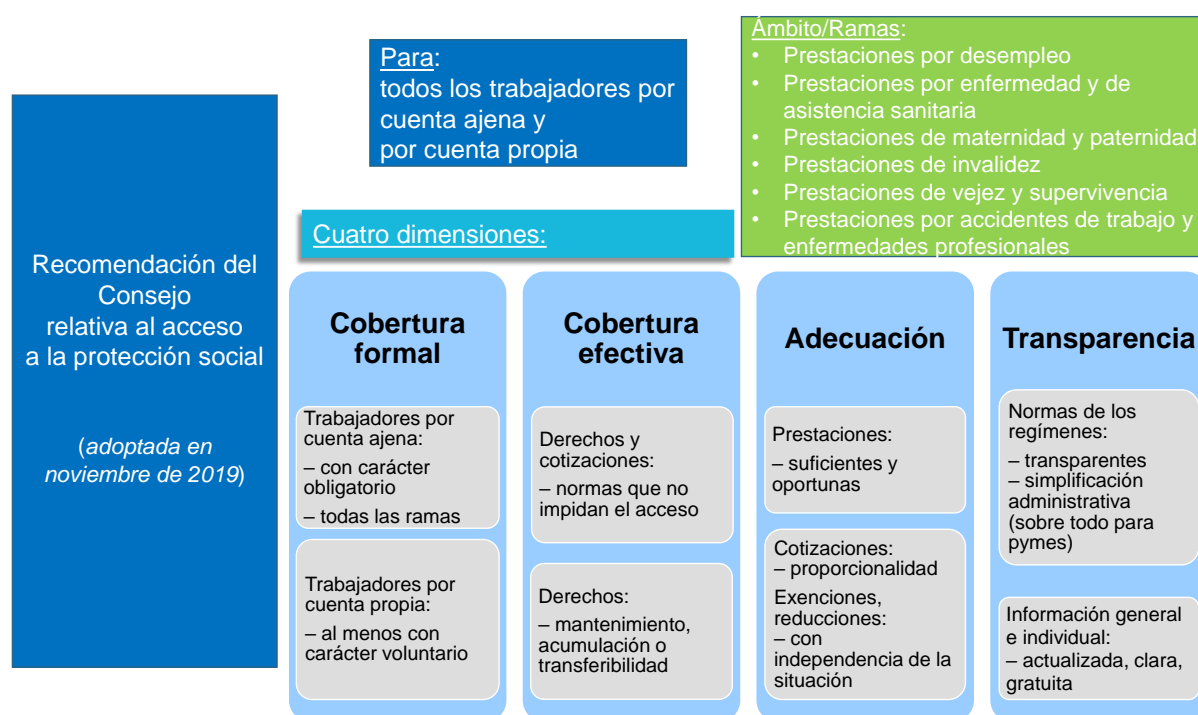 Recomendación del
Consejo
relativa al acceso
a la protección social
(adoptada en
noviembre de 2019)
Para:
todos los trabajadores por
cuenta ajena y
por cuenta propia
Ámbito/Ramas:
• Prestaciones por desempleo
• Prestaciones por enfermedad y de
asistencia sanitaria
• Prestaciones de maternidad y paternidad
• Prestaciones de invalidez
• Prestaciones de vejez y supervivencia
• Prestaciones por accidentes de trabajo y
enfermedades profesionales
Cuatro dimensiones:
Cobertura
formal
Trabajadores por
cuenta ajena:
– con carácter
obligatorio
– todas las ramas
Trabajadores por
cuenta propia:
– al menos con
carácter voluntario
Cobertura
efectiva
Derechos y
cotizaciones:
– normas que no
impidan el acceso
Derechos:
– mantenimiento,
acumulación o
transferibilidad
Adecuación
Prestaciones:
– suficientes y
oportunas
Cotizaciones:
– proporcionalidad
Exenciones,
reducciones:
– con
independencia de la
situación
Transparencia
Normas de los
regímenes:
– transparentes
– simplificación
administrativa
(sobre todo para
pymes)
Información general
e individual:
– actualizada, clara,
gratuita